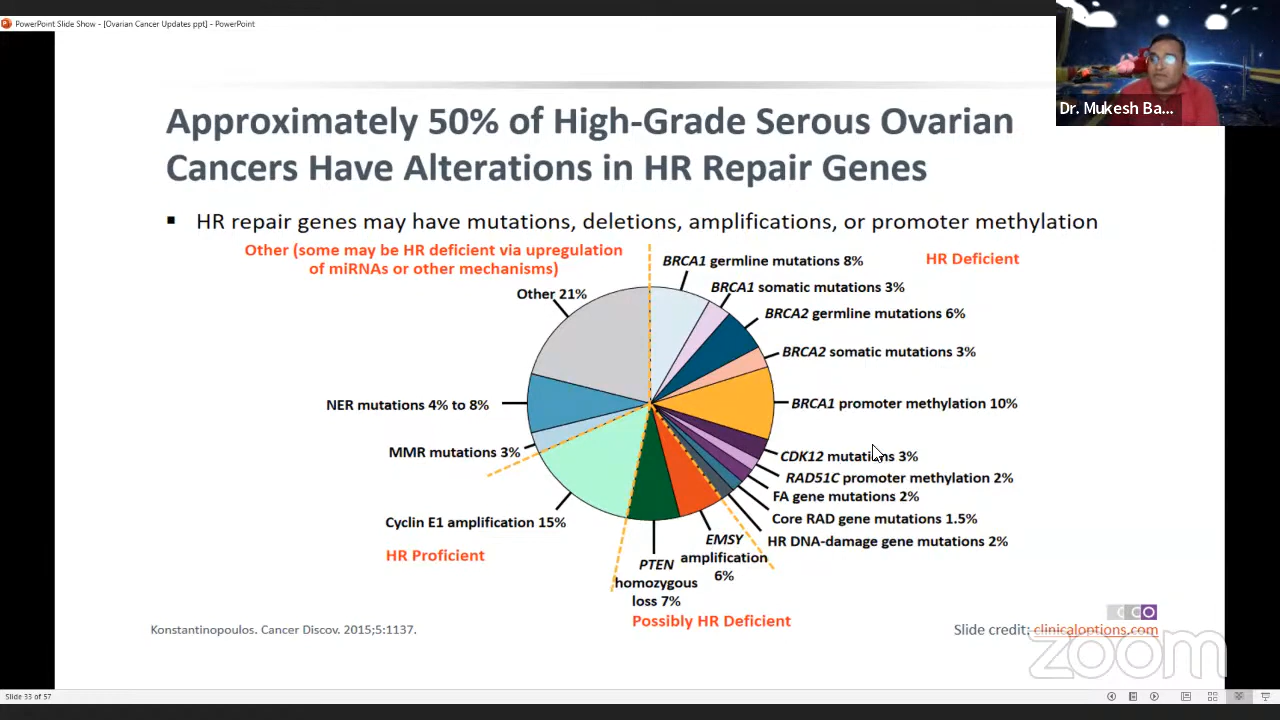 PowerPoint Slide Show - [Ovarian Cancer Updates ppt] - PowerPoint
Dr. Mukesh Ba...
Approximately 50% of High-Grade Serous Ovarian
Cancers Have Alterations in HR Repair Genes
▪ HR repair genes may have mutations, deletions, amplifications, or promoter methylation
Other (some may be HR deficient via upregulation
of miRNAs or other mechanisms)
HR Deficient
BRCA1 germline mutations 8%
BRCA1 somatic mutations 3%
BRCA2 germline mutations 6%
BRCA2 somatic mutations 3%
BRCA1 promoter methylation 10%
CDK12 mutations 3%
RAD51C promoter methylation 2%
FA gene mutations 2%
Core RAD gene mutations 1.5%
HR DNA-damage gene mutations 2%
EMSY
amplification
6%
PTEN
homozygous
loss 7%
Possibly HR Deficient
Cyclin E1 amplification 15%
HR Proficient
MMR mutations 3%
NER mutations 4% to 8%
Other 21%
Konstantinopoulos. Cancer Discov. 2015;5:1137.
CCO
Slide credit: clinicaloptions.com
zoom
Slide 33 of 57